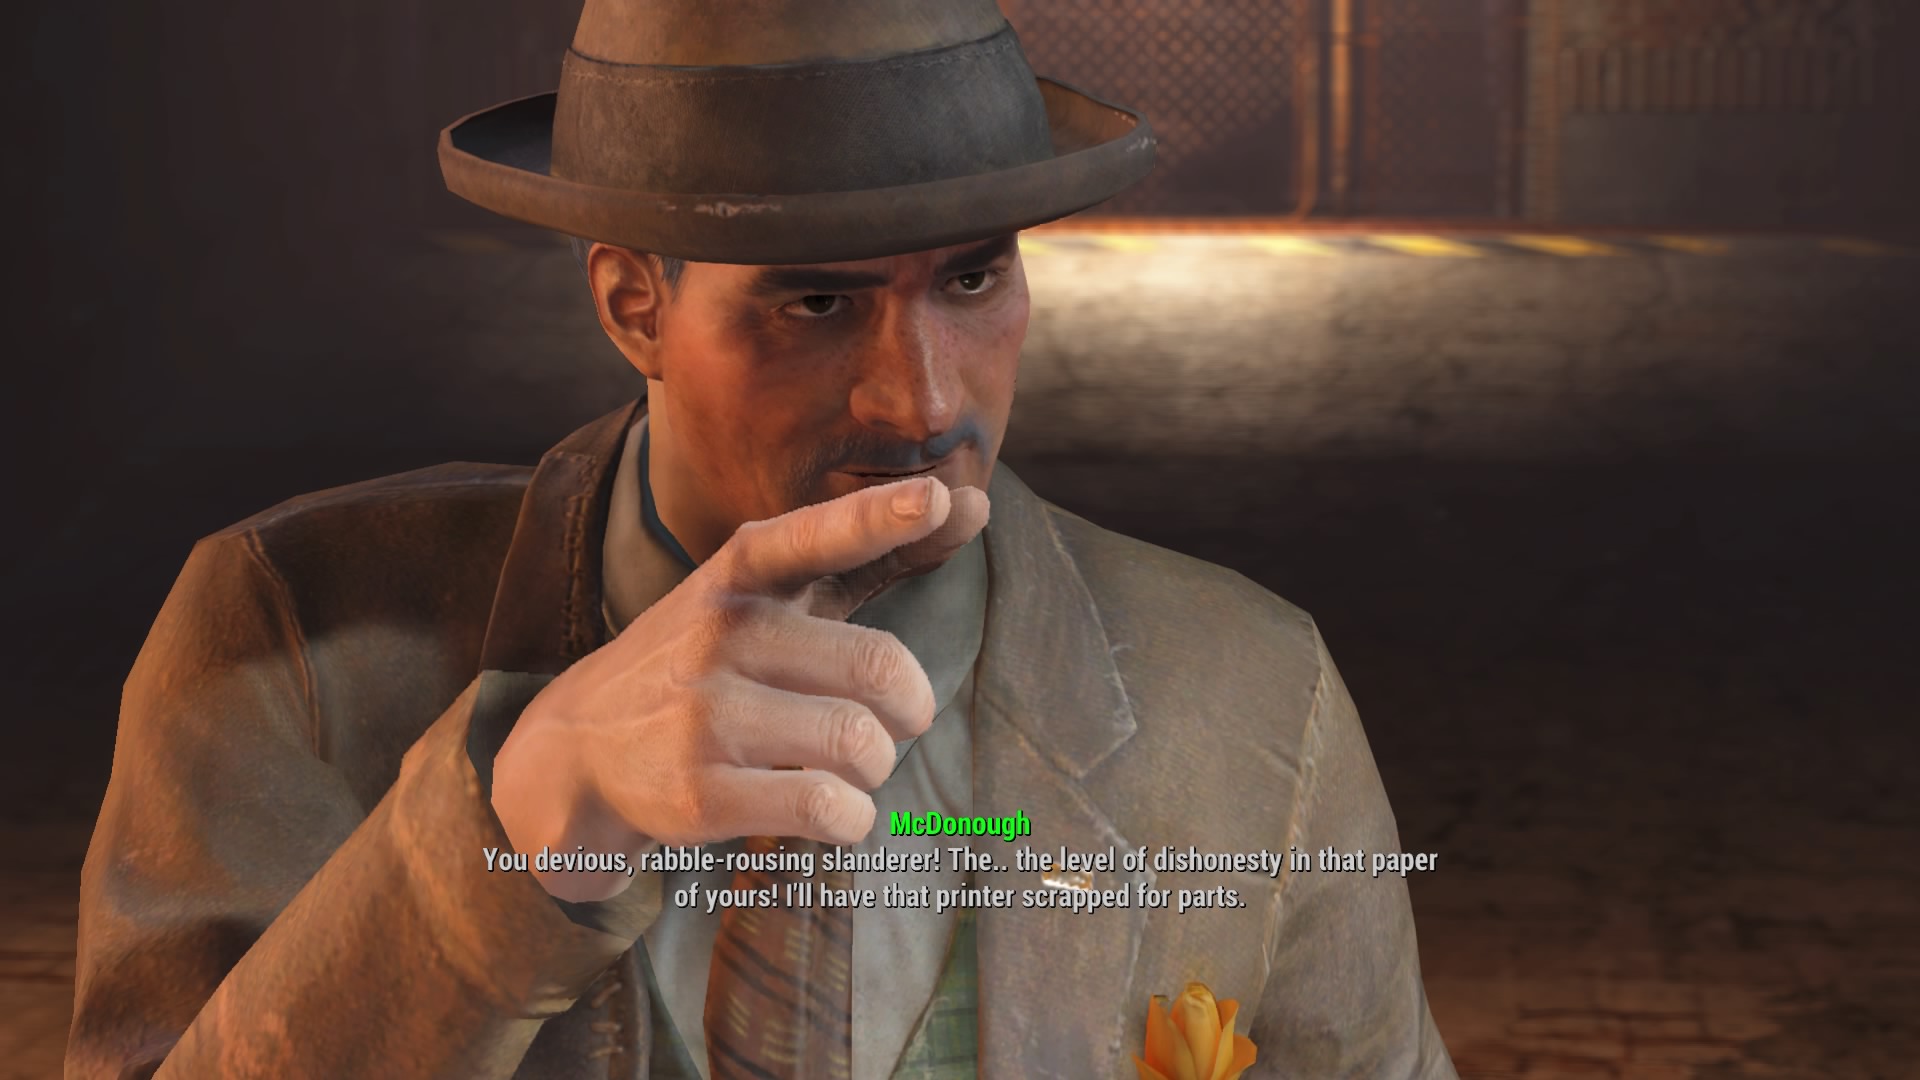 McDonough
You devious, rabble-rousing slanderer! The.. the level of dishonesty in that paper
of yours! I'll have that printer scrapped for parts.